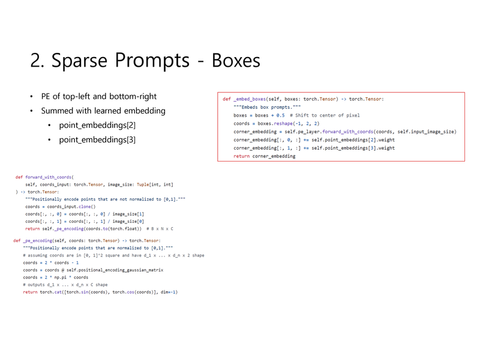 2. Sparse Prompts - Boxes
• PE of top-left and bottom-right
• Summed with learned embedding
• point_embeddings[2]
• point_embeddings[3]
def _embed_boxes(self, boxes: torch.Tensor) -> torch.Tensor:
"""Embeds box prompts."""
boxes = boxes + 0.5 # Shift to center of pixel
coords = boxes.reshape(-1, 2, 2)
corner_embedding = self.pe_layer.forward_with_coords(coords, self.input_image_size)
corner_embedding[:, 0, :] += self.point_embeddings[2].weight
corner_embedding[:, 1, :] += self.point_embeddings[3].weight
return corner_embedding
def forward_with_coords(
self, coords_input: torch.Tensor, image_size: Tuple[int, int]
) -> torch.Tensor:
"""Positionally encode points that are not normalized to [0,1]."""
coords = coords_input.clone()
coords[:, :, 0] = coords[:, :, 0] / image_size[1]
coords[:, :, 1] = coords[:, :, 1] / image_size[0]
return self._pe_encoding(coords.to(torch.float)) # B x N x C
def _pe_encoding(self, coords: torch.Tensor) -> torch.Tensor:
"""Positionally encode points that are normalized to [0,1]."""
# assuming coords are in [0, 1]^2 square and have d_1 x ... x d_n x 2 shape
coords = 2 * coords - 1
coords = coords @ self.positional_encoding_gaussian_matrix
coords = 2 * np.pi * coords
# outputs d_1 x ... x d_n x C shape
return torch.cat([torch.sin(coords), torch.cos(coords)], dim=-1)